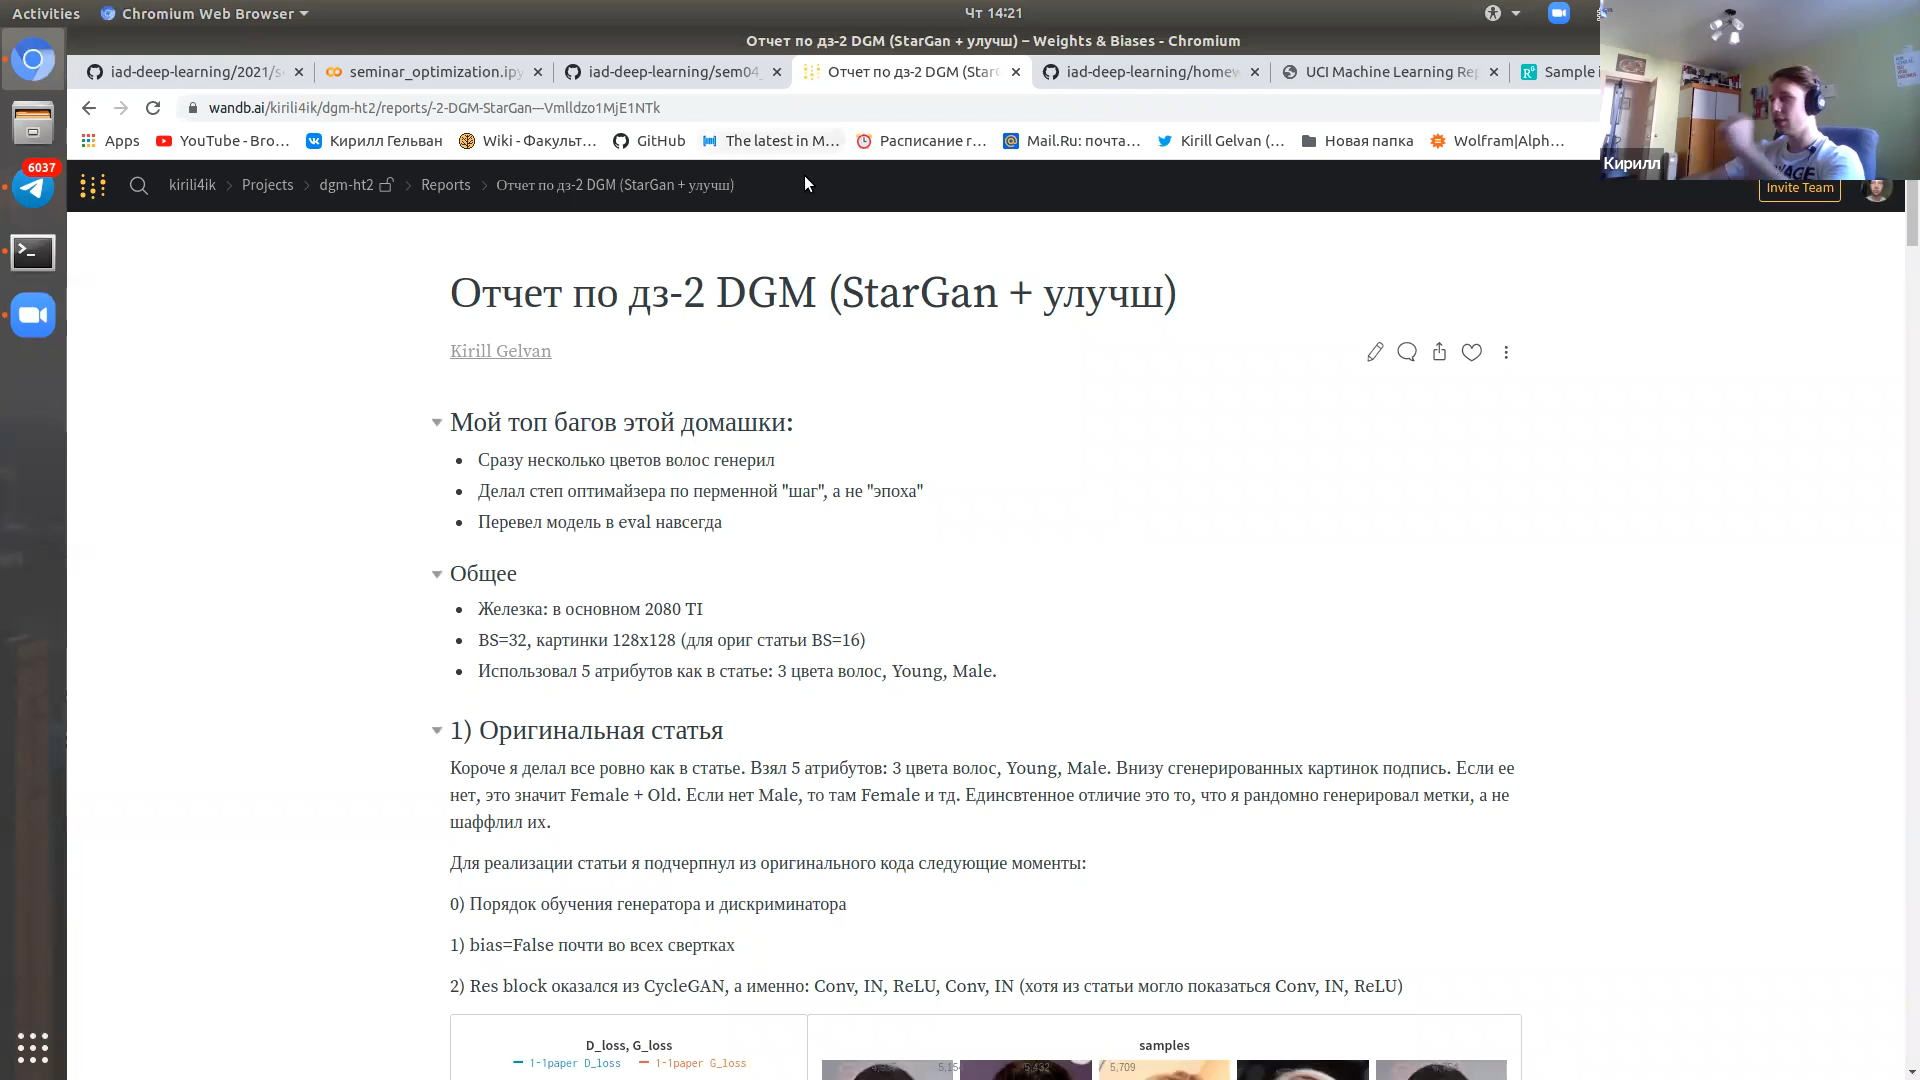 Activities
Chromium Web Browser
Чт 14:21
Отчет по дз-2 DGM (StarGan + улучш) – Weights & Biases - Chromium
iad-deep-learning/2021/s
seminar_optimization.ipy
iad-deep-learning/sem04_
Отчет по дз-2 DGM (StarG
iad-deep-learning/homew
UCI Machine Learning Rep
Sample i
wandb.ai/kirili4ik/dgm-ht2/reports/-2-DGM-StarGan---Vmlldzo1MjE1NTk
Apps
YouTube - Bro...
Кирилл Гельван
Wiki - Факульт...
GitHub
The latest in M...
Расписание г...
Mail.Ru: почта...
Kirill Gelvan (...
Новая папка
Wolfram|Alph...
Кирилл
6037
kirili4ik > Projects > dgm-ht2 > Reports > Отчет по дз-2 DGM (StarGan + улучш)
Invite Team
Отчет по дз-2 DGM (StarGan + улучш)
Kirill Gelvan
Мой топ багов этой домашки:
• Сразу несколько цветов волос генерил
• Делал степ оптимайзера по перменной "шаг", а не "эпоха"
• Перевел модель в eval навсегда
Общее
• Железка: в основном 2080 TI
• BS=32, картинки 128x128 (для ориг статьи BS=16)
• Использовал 5 атрибутов как в статье: 3 цвета волос, Young, Male.
1) Оригинальная статья
Короче я делал все ровно как в статье. Взял 5 атрибутов: 3 цвета волос, Young, Male. Внизу сгенерированных картинок подпись. Если ее
нет, это значит Female + Old. Если нет Male, то там Female и тд. Единсвтенное отличие это то, что я рандомно генерировал метки, а не
шаффлил их.
Для реализации статьи я подчерпнул из оригинального кода следующие моменты:
0) Порядок обучения генератора и дискриминатора
1) bias=False почти во всех свертках
2) Res block оказался из CycleGAN, а именно: Conv, IN, ReLU, Conv, IN (хотя из статьи могло показаться Conv, IN, ReLU)
D_loss, G_loss
1-1paper D_loss
1-1paper G_loss
samples
5,432
5,709